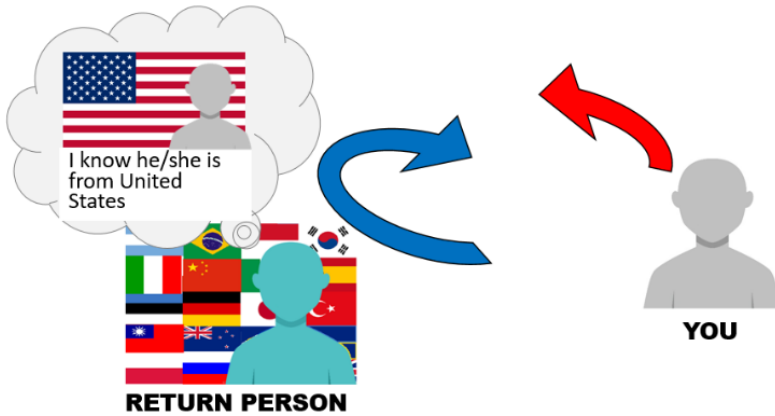 I know he/she is
from United
States
YOU
RETURN PERSON